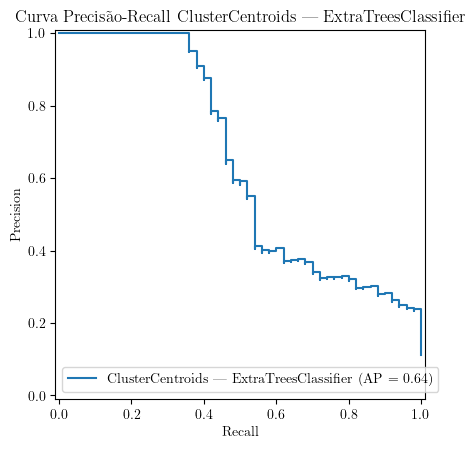 Curva Precisão-Recall ClusterCentroids — ExtraTreesClassifier
1.0
0.8
0.6
0.4
0.2
0.0
Precision
ClusterCentroids — ExtraTreesClassifier (AP = 0.64)
0.0 0.2 0.4 0.6 0.8 1.0
Recall